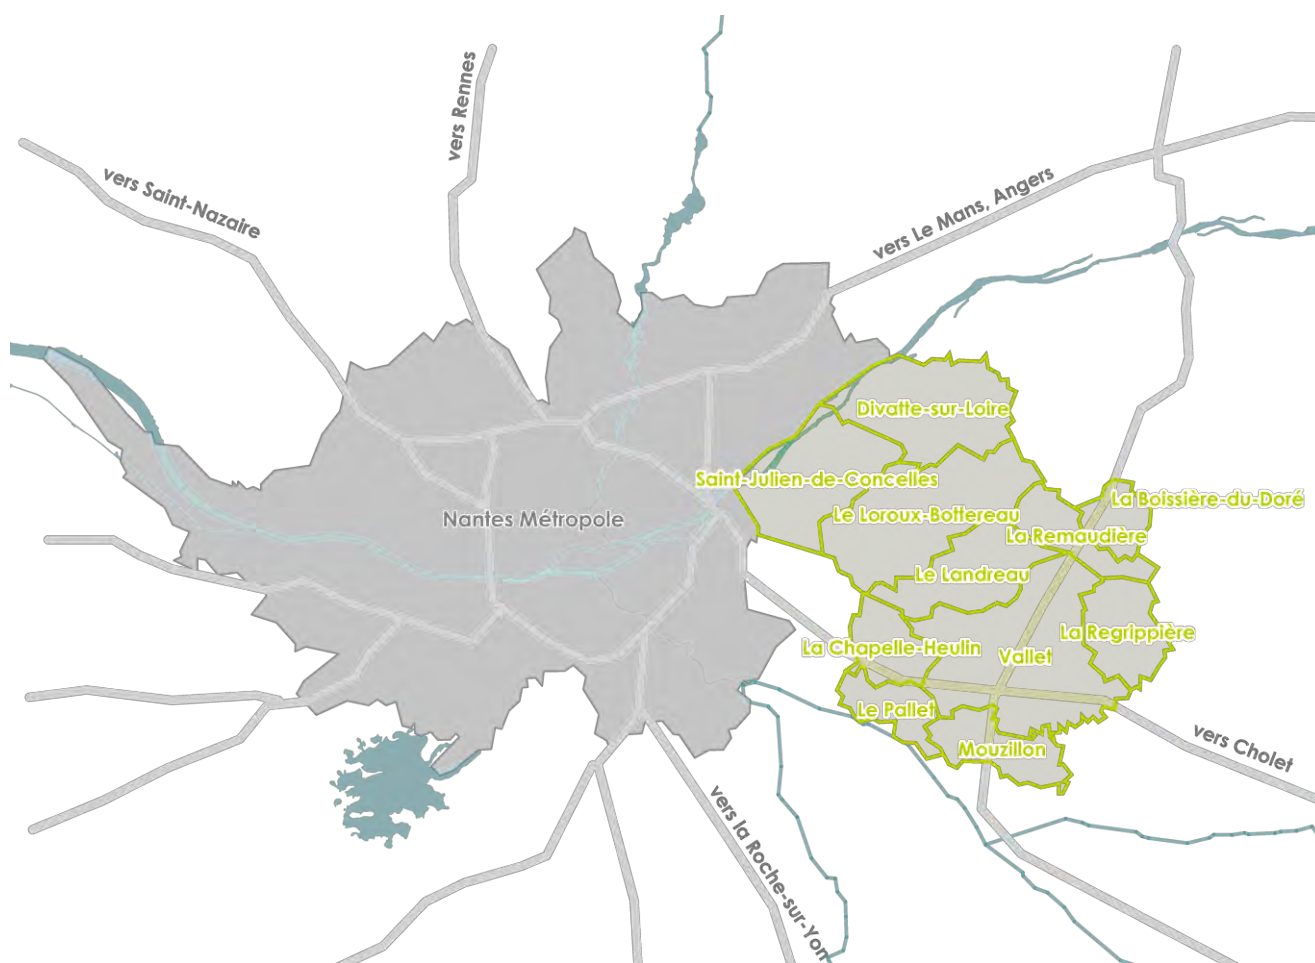 vers Rennes
vers Saint-Nazaire
vers Le Mans, Angers
Divatte-sur-Loire
Saint-Julien-de-Concelles
La Boissière-du-Doré
Le Loroux-Bottereau
Nantes Métropole
La Remaudière
Le Landreau
La Regrippière
La Chapelle-Heulin
Vallet
Le Pallet
Mouzillon
vers Cholet
vers la Roche-sur-Yon